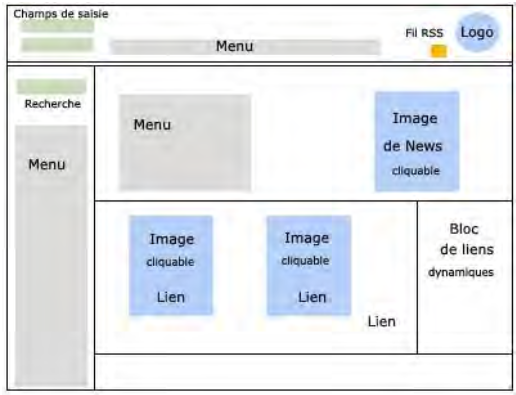 Champs de saisie
Menu
Fil RSS
Logo
Recherche
Menu
Menu
Image
de News
cliquable
Image
cliquable
Lien
Image
cliquable
Lien
Lien
Bloc
de liens
dynamiques